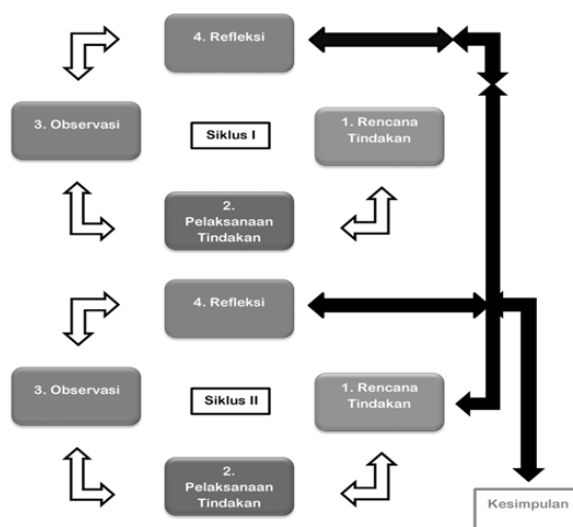 4. Refleksi
3. Observasi
Siklus I
1. Rencana
Tindakan
2.
Pelaksanaan
Tindakan
4. Refleksi
3. Observasi
Siklus II
1. Rencana
Tindakan
2.
Pelaksanaan
Tindakan
Kesimpulan